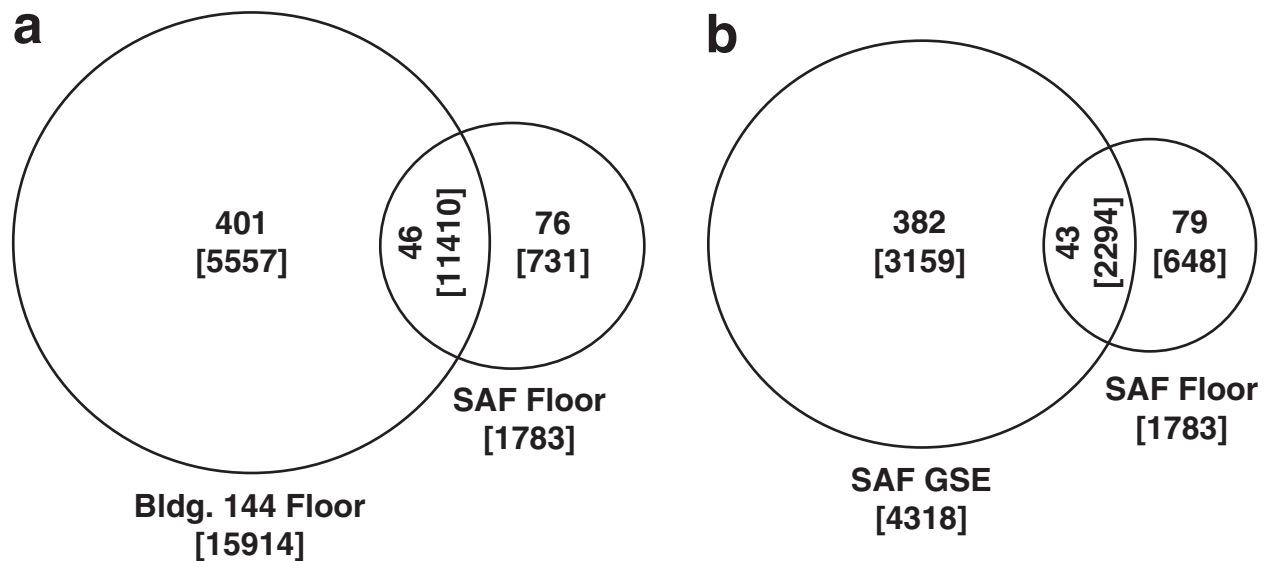 a
401
[5557]
46
[11410]
76
[731]
SAF Floor
[1783]
Bldg. 144 Floor
[15914]
b
382
[3159]
43
[2294]
79
[648]
SAF Floor
[1783]
SAF GSE
[4318]